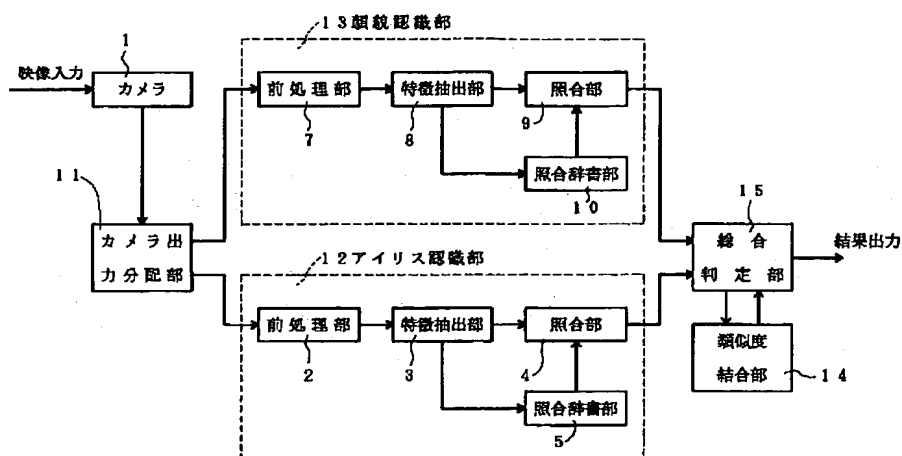 13顔貌認識部
1
映像入力
カメラ
前処理部
特徴抽出部
照合部
7
8
9
照合辞書部
10
11
カメラ出
力分配部
15
総合
判定部
結果出力
12アイリス認識部
前処理部
特徴抽出部
照合部
2
3
4
照合辞書部
5
類似度
結合部
14